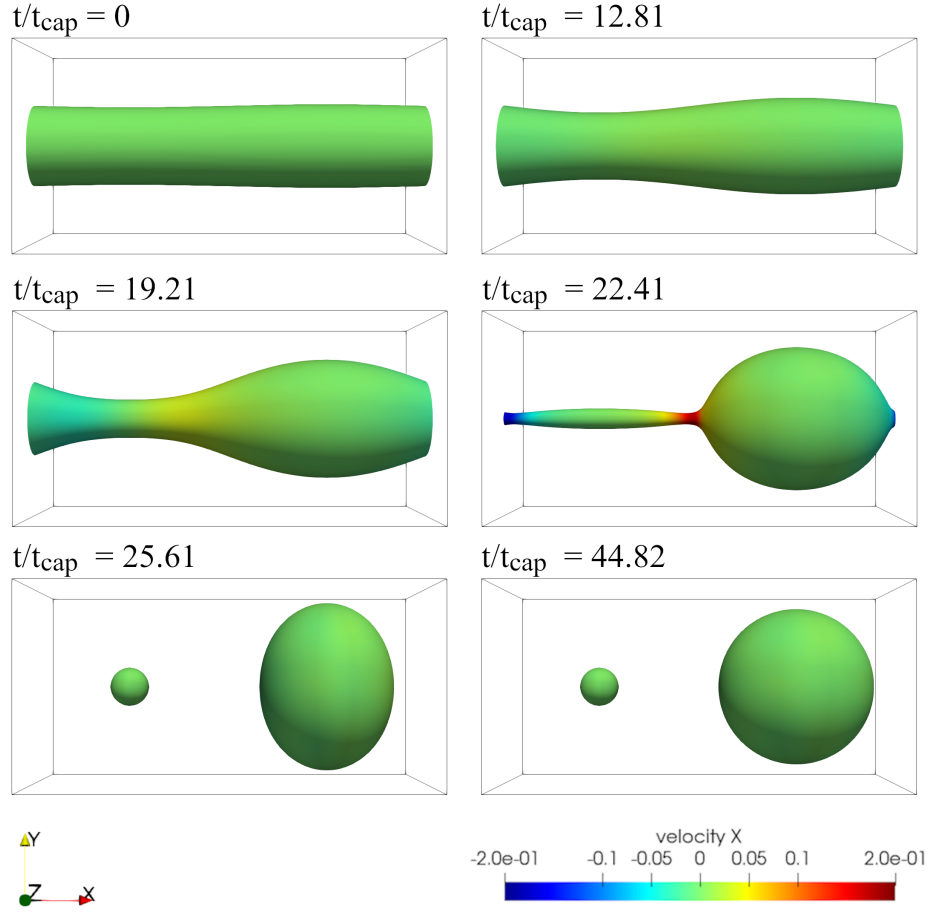 t/tcap = 0
t/tcap = 12.81
t/tcap = 19.21
t/tcap = 22.41
t/tcap = 25.61
t/tcap = 44.82
Y
Z X
velocity X
-2.0e-01 -0.1 -0.05 0 0.05 0.1 2.0e-01